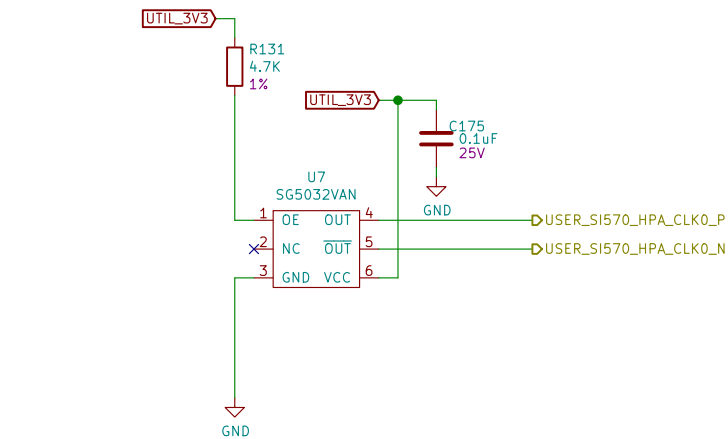 UTIL_3V3
R131
4.7K
1%
UTIL_3V3
C175
0.1uF
25V
GND
U7
SG5032VAN
1 OE OUT 4
USER_SI570_HPA_CLK0_P
2 NC OUT 5
USER_SI570_HPA_CLK0_N
3 GND VCC 6
GND